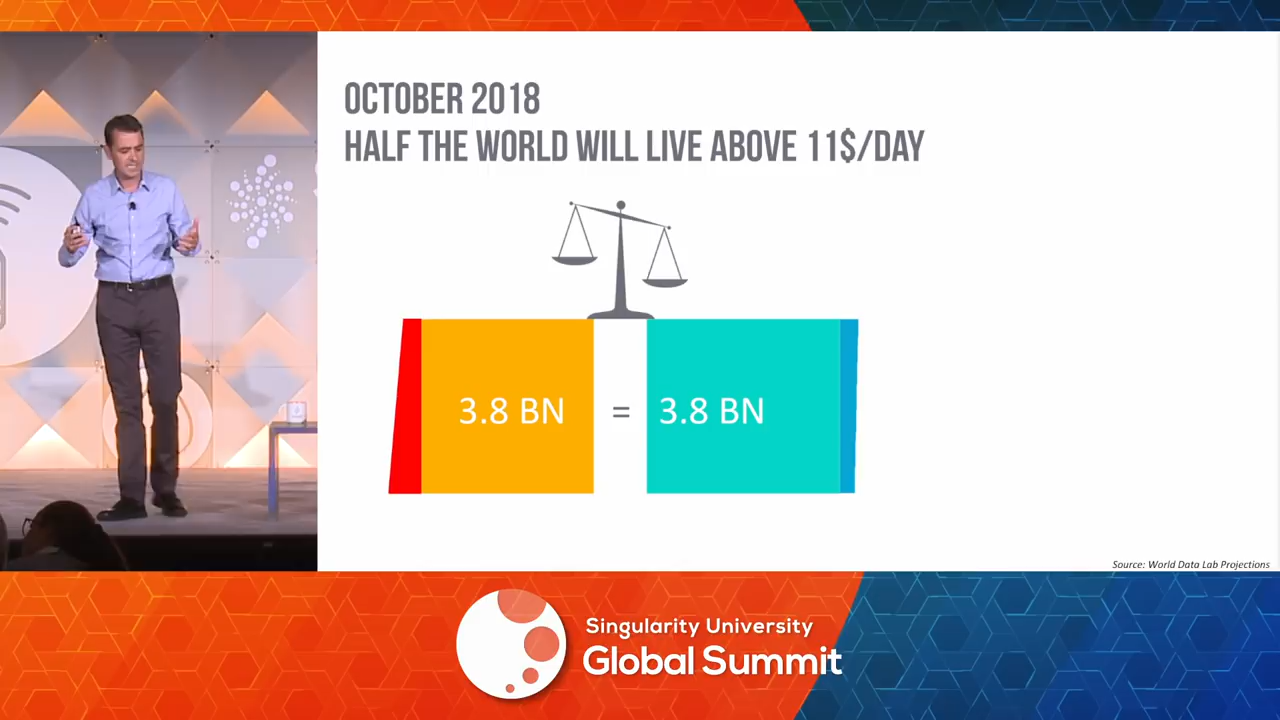 OCTOBER 2018
HALF THE WORLD WILL LIVE ABOVE 11$/DAY
3.8 BN = 3.8 BN
Source: World Data Lab Projections
Singularity University
Global Summit